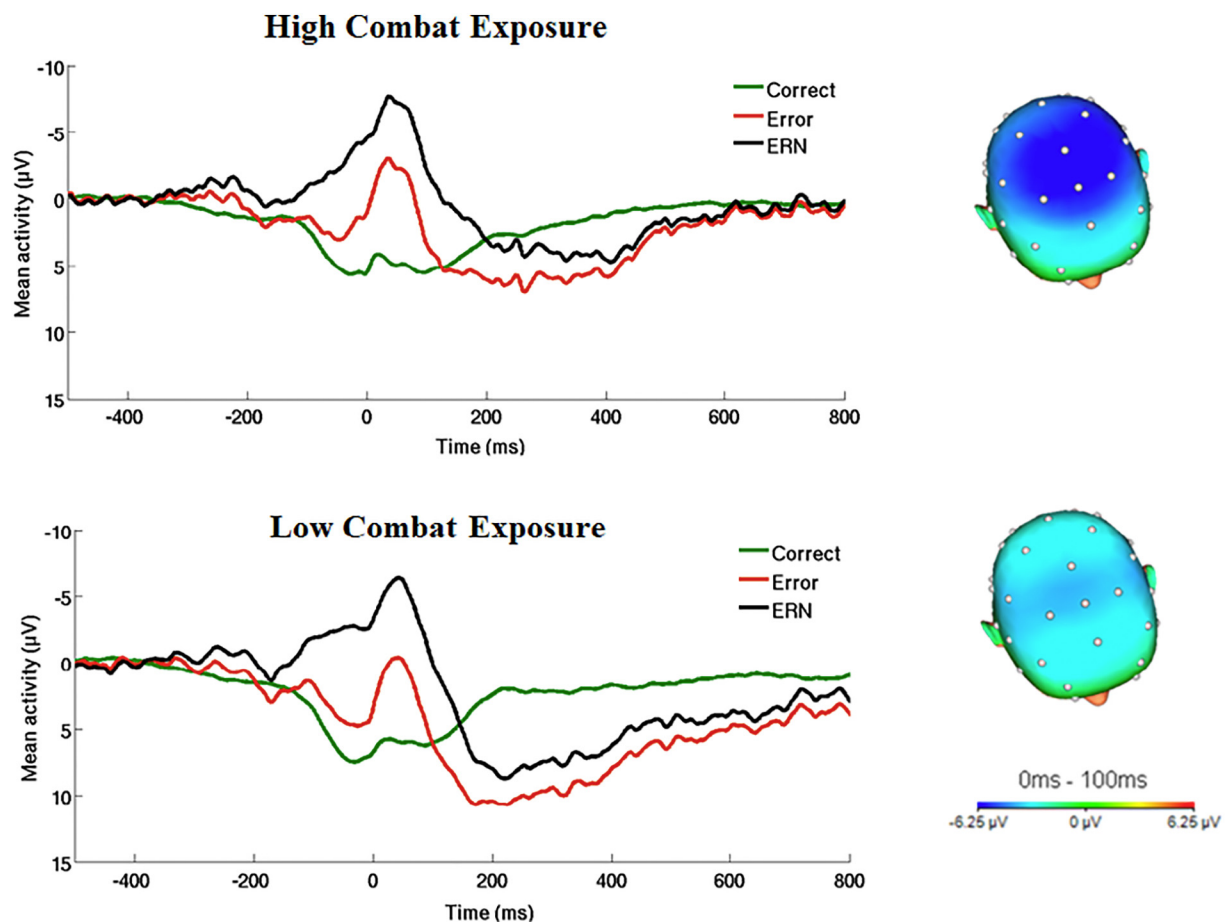 High Combat Exposure
-10
-5
0
5
10
15
Mean activity (µV)
Correct
Error
ERN
-400 -200 0 200 400 600 800
Time (ms)
Low Combat Exposure
-10
-5
0
5
10
15
Mean activity (µV)
Correct
Error
ERN
-400 -200 0 200 400 600 800
Time (ms)
0ms - 100ms
-6.25 µV 0 µV 6.25 µV